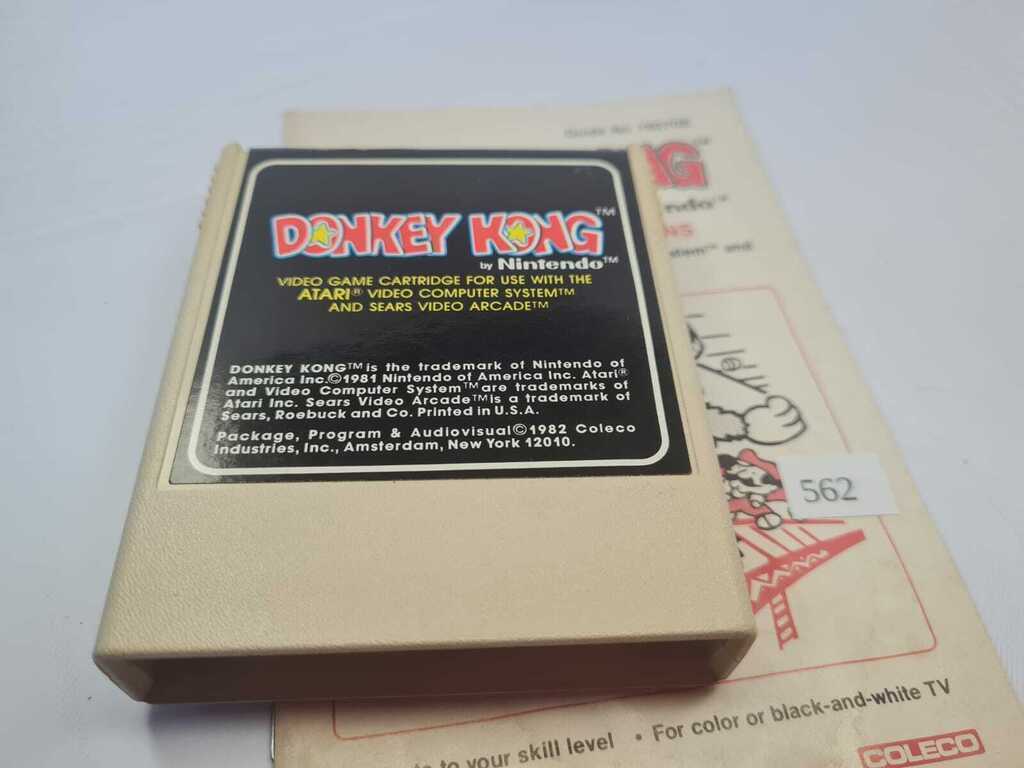 DONKEY KONG™
by Nintendo™
VIDEO GAME CARTRIDGE FOR USE WITH THE
ATARI® VIDEO COMPUTER SYSTEM™
AND SEARS VIDEO ARCADE™
DONKEY KONG™ is the trademark of Nintendo of
America Inc.©1981 Nintendo of America Inc. Atari®
and Video Computer System™ are trademarks of
Atari Inc. Sears Video Arcade™ is a trademark of
Sears, Roebuck and Co. Printed in U.S.A.
Package, Program & Audiovisual©1982 Coleco
Industries, Inc., Amsterdam, New York 12010.
and
562
to your skill level • For color or black-and-white TV
COLECO